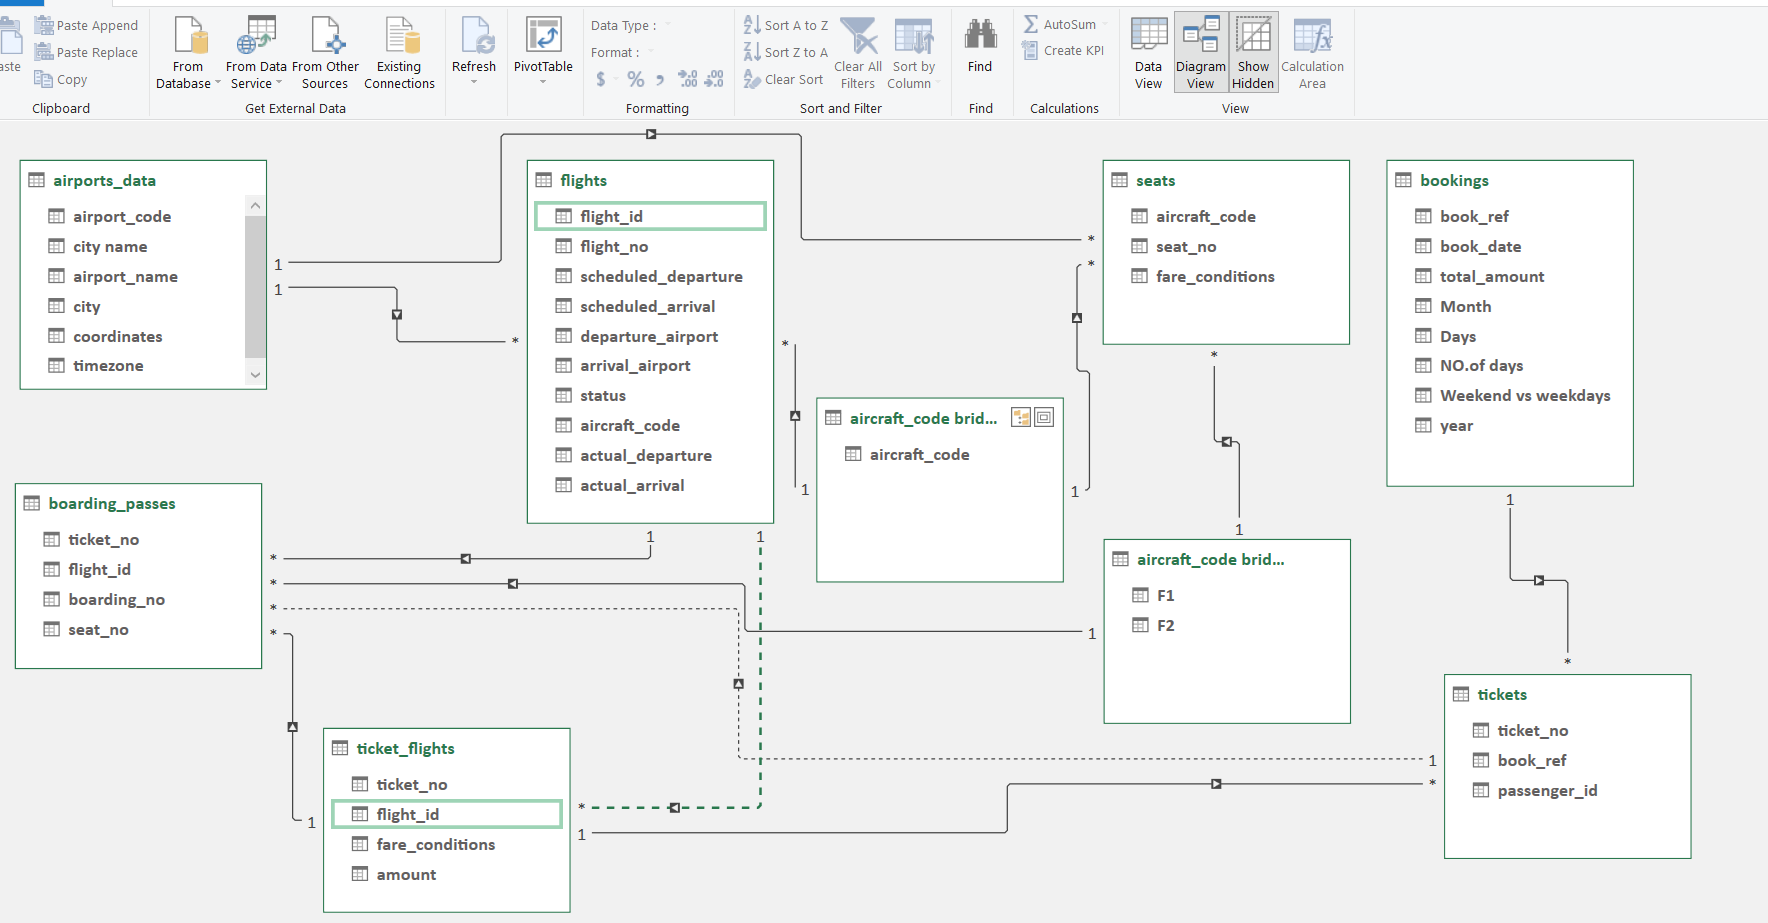 Paste Append
Paste Replace
Copy
Clipboard
From Database
From Data Service
From Other Sources
Existing Connections
Get External Data
Refresh
PivotTable
Data Type :
Format :
$ % , .00 .00
Formatting
Sort A to Z
Sort Z to A
Clear Sort
Clear All Filters
Sort by Column
Sort and Filter
Find
Find
AutoSum
Create KPI
Calculations
Data View
Diagram View
Show Hidden
Calculation Area
View
airports_data
airport_code
city name
airport_name
city
coordinates
timezone
1
1
flights
flight_id
flight_no
scheduled_departure
scheduled_arrival
departure_airport
arrival_airport
status
aircraft_code
actual_departure
actual_arrival
*
*
1
1
seats
aircraft_code
seat_no
fare_conditions
*
*
*
bookings
book_ref
book_date
total_amount
Month
Days
NO.of days
Weekend vs weekdays
year
1
aircraft_code brid...
aircraft_code
1
1
boarding_passes
ticket_no
flight_id
boarding_no
seat_no
*
*
*
*
aircraft_code brid...
F1
F2
1
1
ticket_flights
ticket_no
flight_id
fare_conditions
amount
1
*
1
tickets
ticket_no
book_ref
passenger_id
*
1
*